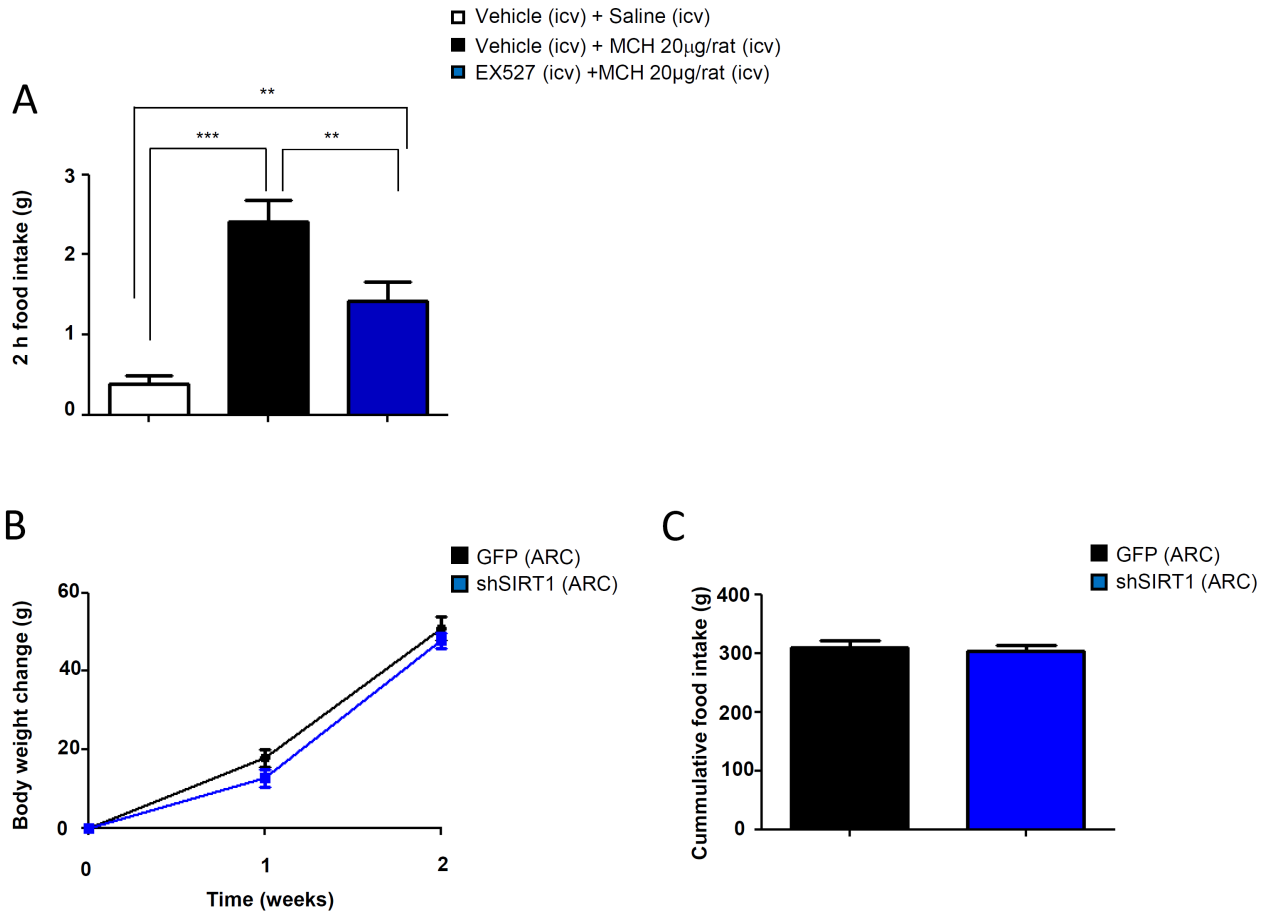 Vehicle (icv) + Saline (icv)
Vehicle (icv) + MCH 20μg/rat (icv)
EX527 (icv) +MCH 20µg/rat (icv)
A
**
***
**
2 h food intake (g)
3
2
1
0
B
GFP (ARC)
shSIRT1 (ARC)
Body weight change (g)
60
40
20
0
0
1
2
Time (weeks)
C
GFP (ARC)
shSIRT1 (ARC)
Cummulative food intake (g)
400
300
200
100
0